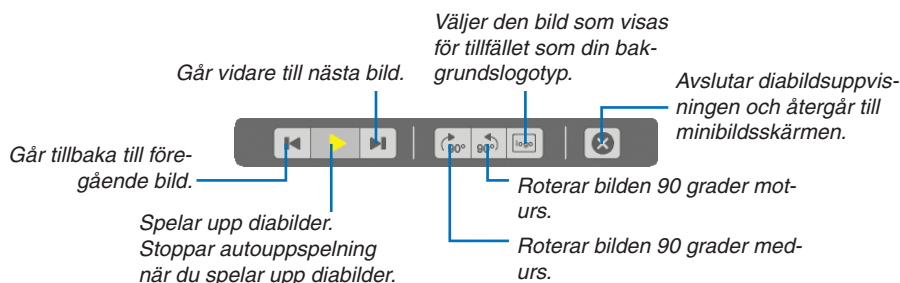 Väljer den bild som visas
för tillfället som din bak-
grundslogotyp.
Går vidare till nästa bild.
Avslutar diabildsuppvis-
ningen och återgår till
minibildsskärmen.
90°
90°
logo
Går tillbaka till före-
gående bild.
Roterar bilden 90 grader mot-
urs.
Spelar upp diabilder.
Stoppar autouppspelning
när du spelar upp diabilder.
Roterar bilden 90 grader med-
urs.